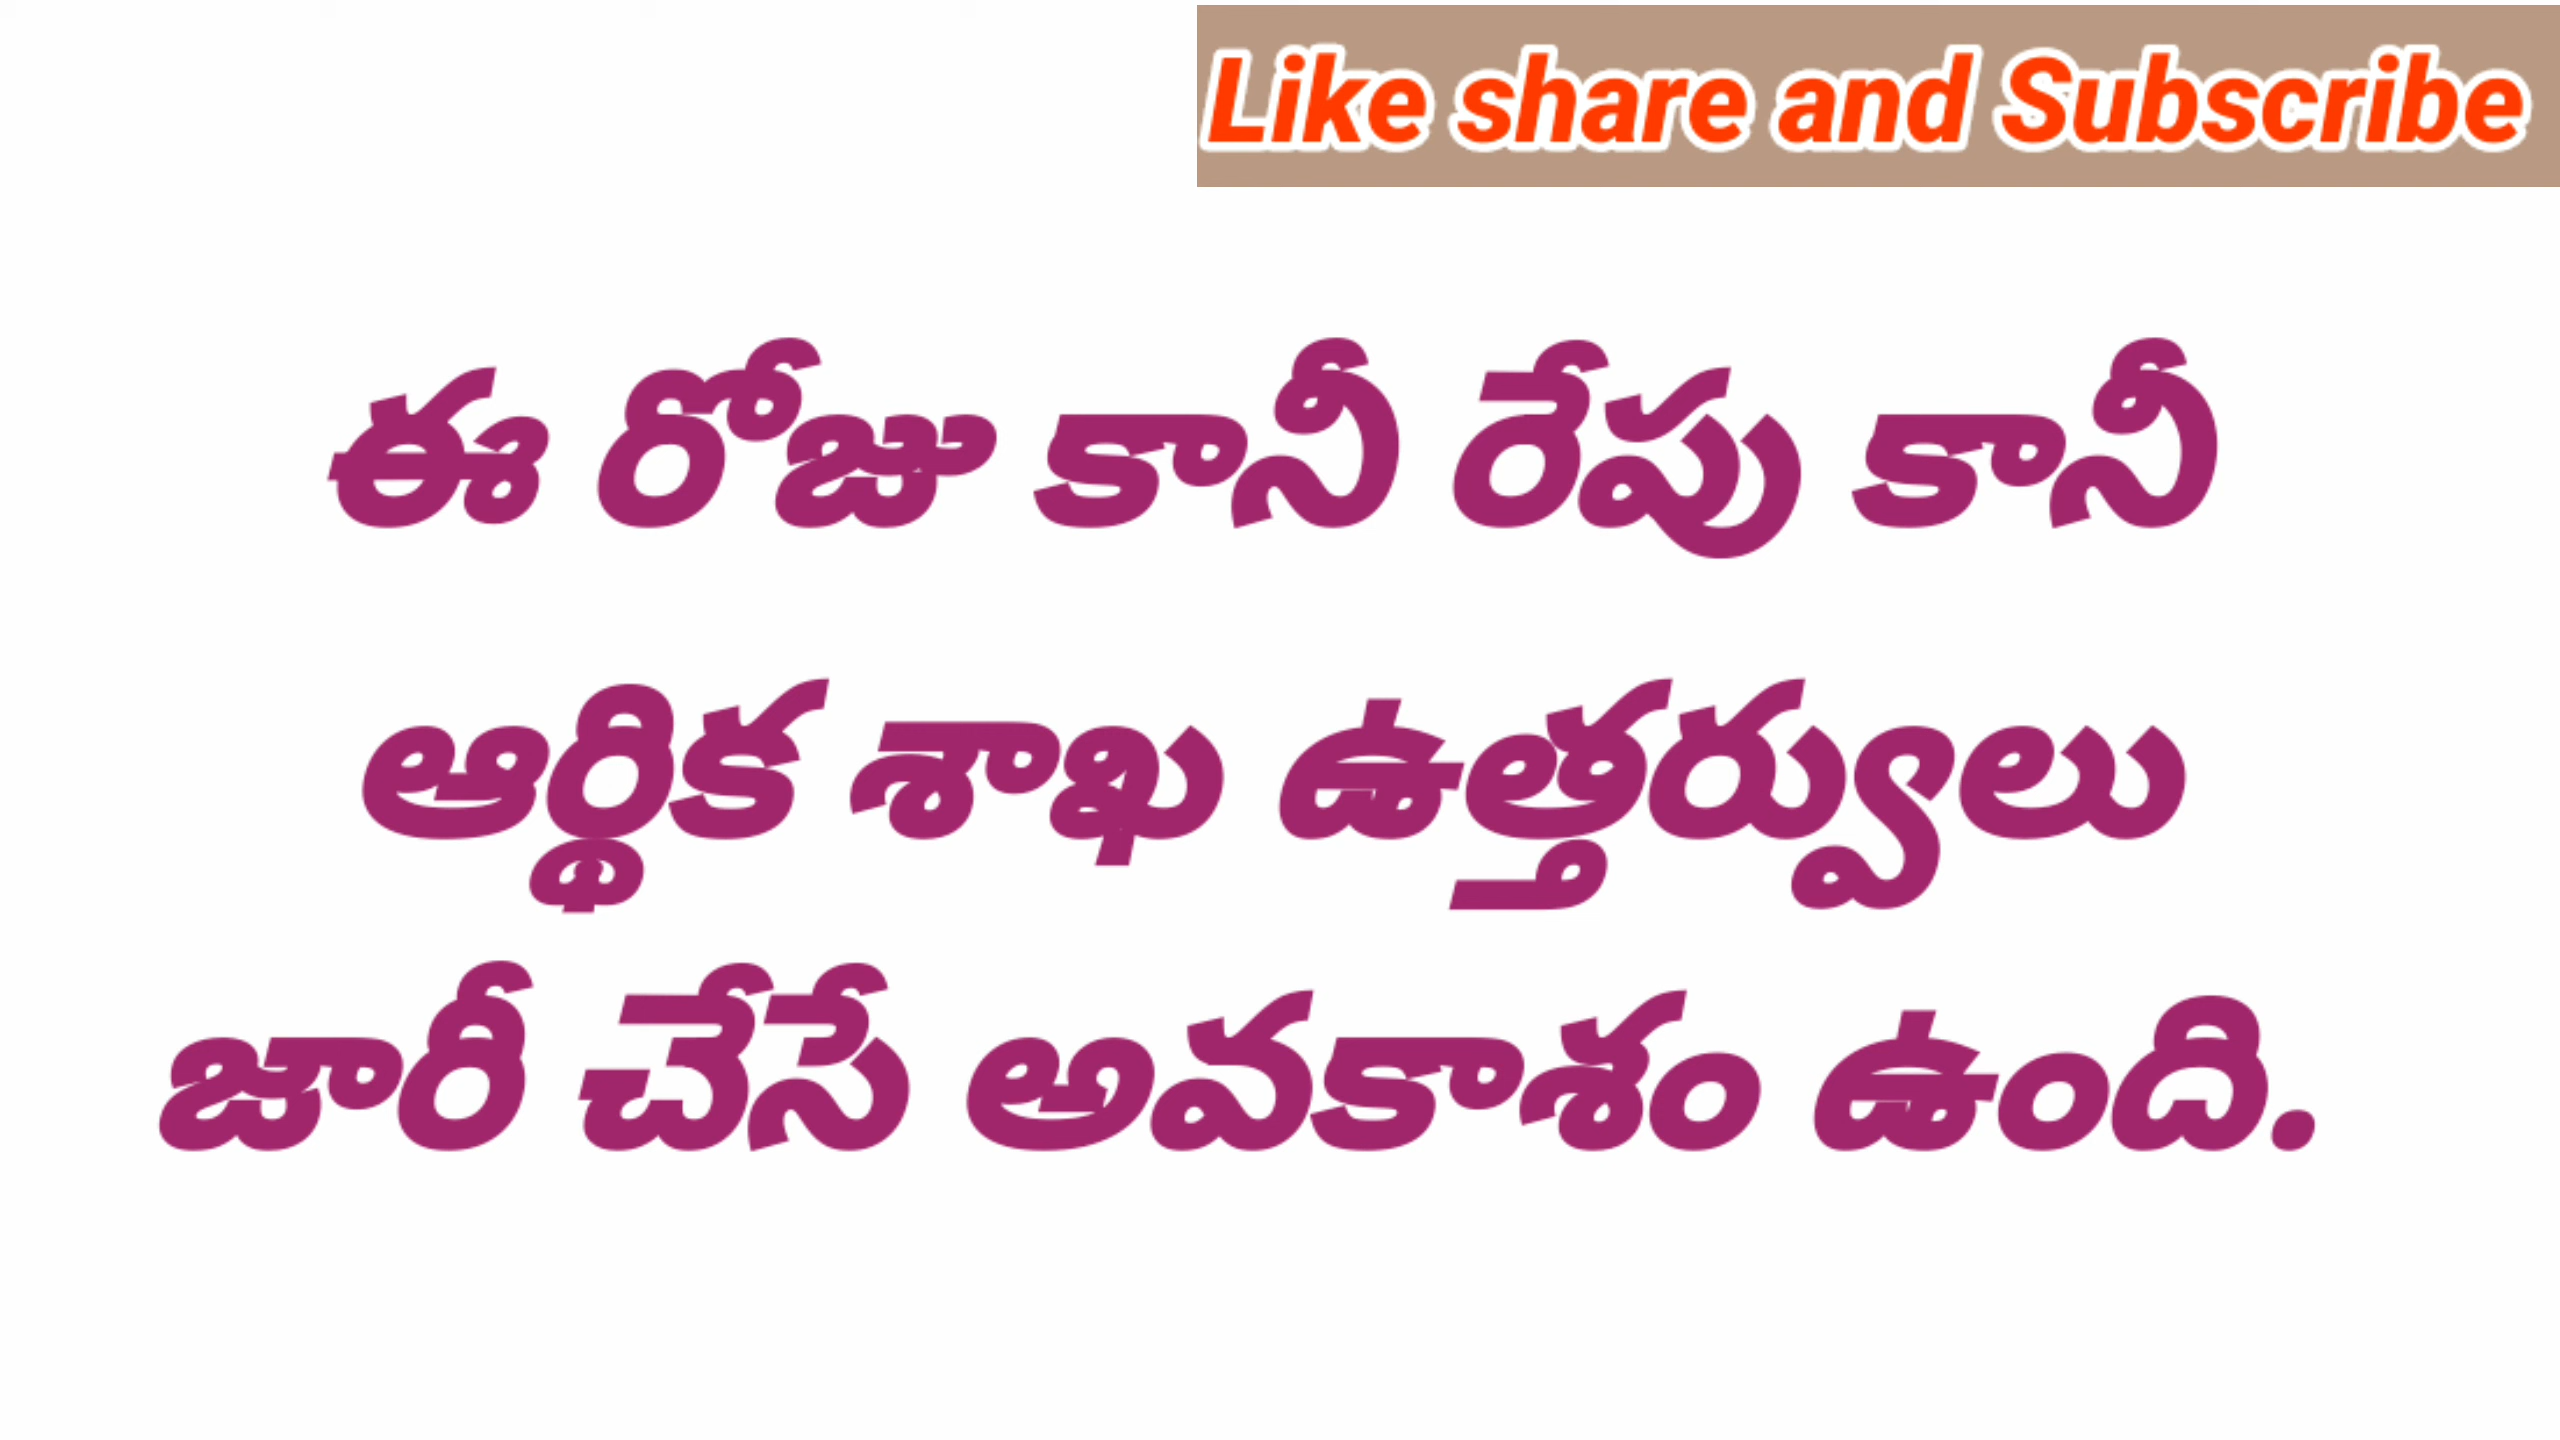 Like share and Subscribe
ఈ రోజు కానీ రేపు కానీ
ఆర్థిక శాఖ ఉత్తర్వులు
జారీ చేసే అవకాశం ఉంది.